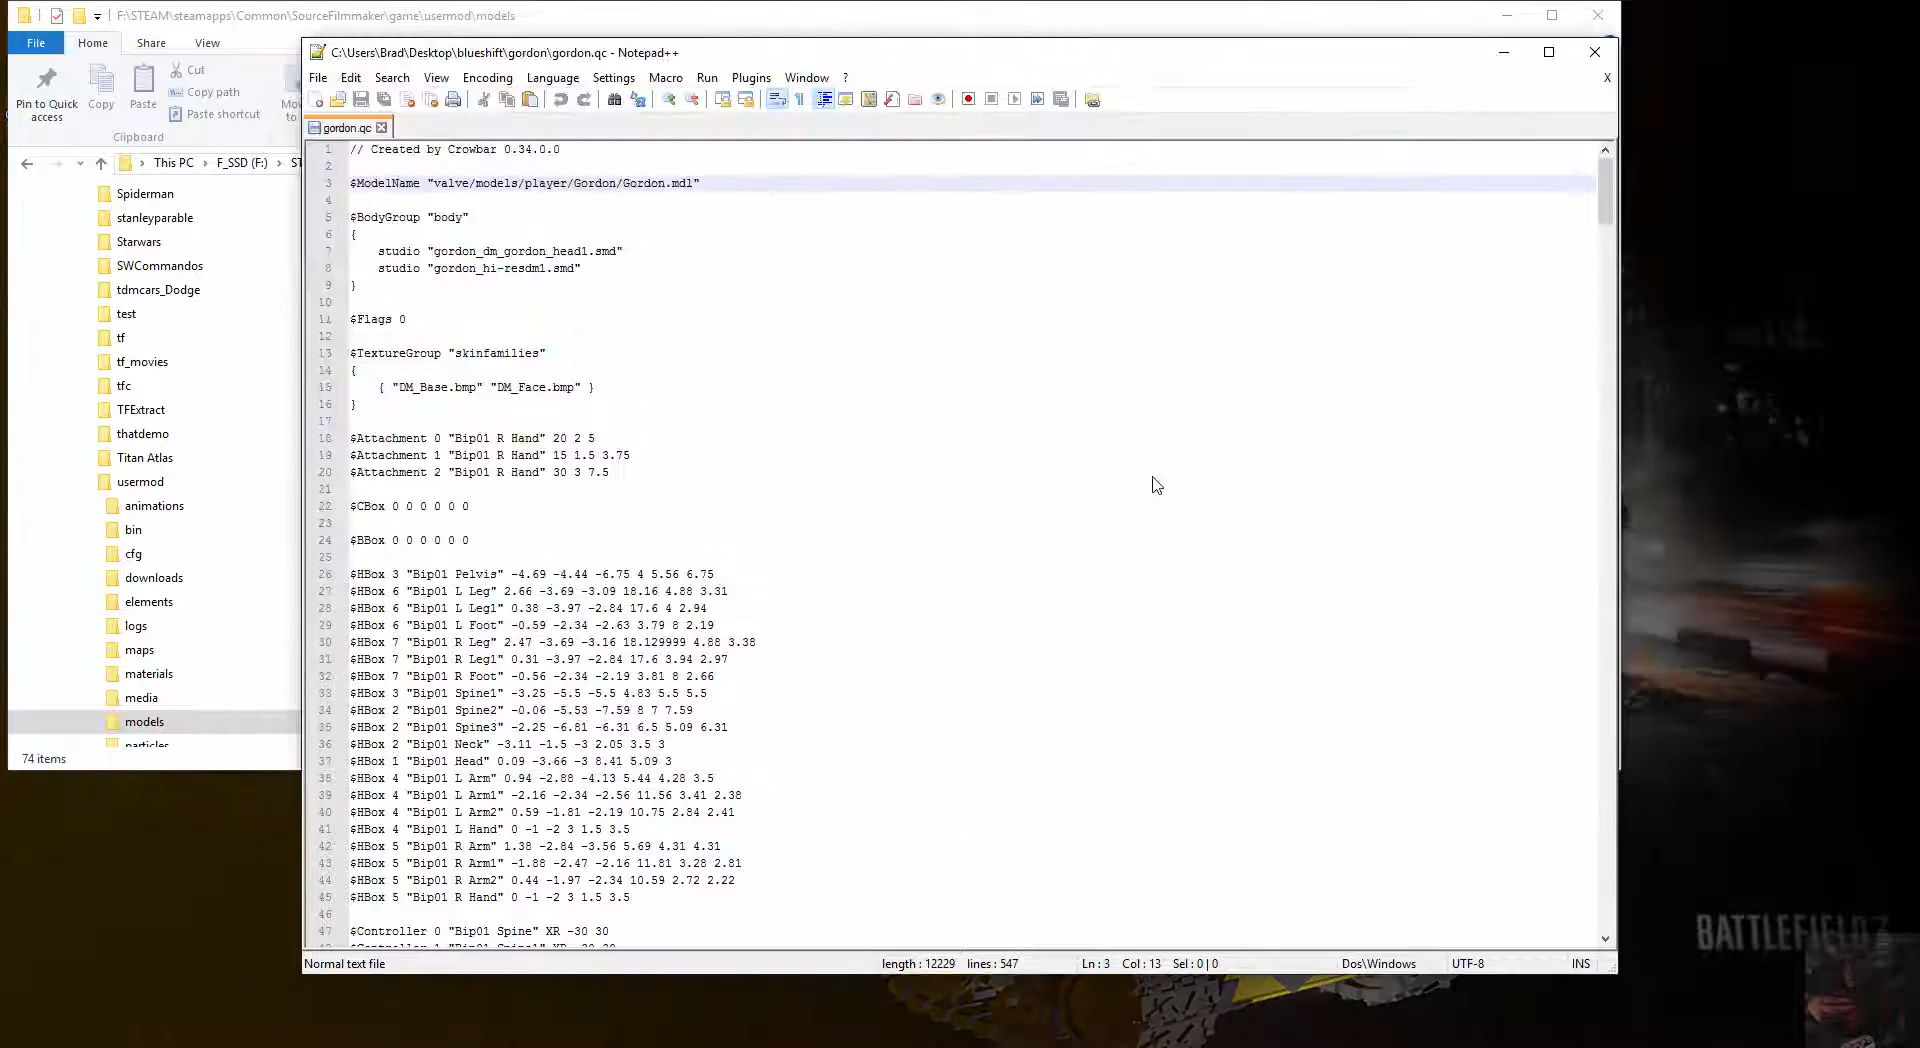 F:\STEAM\steamapps\Common\SourceFilmmaker\game\usermod\models
File Home Share View
Pin to Quick access
Copy
Paste
Cut
Copy path
Paste shortcut
Clipboard
This PC > F_SSD (F:)
Spiderman
stanleyparable
Starwars
SWCommandos
tdmcars_Dodge
test
tf
tf_movies
tfc
TFExtract
thatdemo
Titan Atlas
usermod
animations
bin
cfg
downloads
elements
logs
maps
materials
media
models
particles
74 items
C:\Users\Brad\Desktop\blueshift\gordon\gordon.qc - Notepad++
File Edit Search View Encoding Language Settings Macro Run Plugins Window ? X
gordon.qc
1 // Created by Crowbar 0.34.0.0
2
3 $ModelName "valve/models/player/Gordon/Gordon.mdl"
4
5 $BodyGroup "body"
6 {
7 studio "gordon_dm_gordon_head1.smd"
8 studio "gordon_hi-resdm1.smd"
9 }
10
11 $Flags 0
12
13 $TextureGroup "skinfamilies"
14 {
15 { "DM_Base.bmp" "DM_Face.bmp" }
16 }
17
18 $Attachment 0 "Bip01 R Hand" 20 2 5
19 $Attachment 1 "Bip01 R Hand" 15 1.5 3.75
20 $Attachment 2 "Bip01 R Hand" 30 3 7.5
21
22 $CBox 0 0 0 0 0 0
23
24 $BBox 0 0 0 0 0 0
25
26 $HBox 3 "Bip01 Pelvis" -4.69 -4.44 -6.75 4 5.56 6.75
27 $HBox 6 "Bip01 L Leg" 2.66 -3.69 -3.09 18.16 4.88 3.31
28 $HBox 6 "Bip01 L Leg1" 0.38 -3.97 -2.84 17.6 4 2.94
29 $HBox 6 "Bip01 L Foot" -0.59 -2.34 -2.63 3.79 8 2.19
30 $HBox 7 "Bip01 R Leg" 2.47 -3.69 -3.16 18.129999 4.88 3.38
31 $HBox 7 "Bip01 R Leg1" 0.31 -3.97 -2.84 17.6 3.94 2.97
32 $HBox 7 "Bip01 R Foot" -0.56 -2.34 -2.19 3.81 8 2.66
33 $HBox 3 "Bip01 Spine1" -3.25 -5.5 -5.5 4.83 5.5 5.5
34 $HBox 2 "Bip01 Spine2" -0.06 -5.53 -7.59 8 7 7.59
35 $HBox 2 "Bip01 Spine3" -2.25 -6.81 -6.31 6.5 5.09 6.31
36 $HBox 2 "Bip01 Neck" -3.11 -1.5 -3 2.05 3.5 3
37 $HBox 1 "Bip01 Head" 0.09 -3.66 -3 8.41 5.09 3
38 $HBox 4 "Bip01 L Arm" 0.94 -2.88 -4.13 5.44 4.28 3.5
39 $HBox 4 "Bip01 L Arm1" -2.16 -2.34 -2.56 11.56 3.41 2.38
40 $HBox 4 "Bip01 L Arm2" 0.59 -1.81 -2.19 10.75 2.84 2.41
41 $HBox 4 "Bip01 L Hand" 0 -1 -2 3 1.5 3.5
42 $HBox 5 "Bip01 R Arm" 1.38 -2.84 -3.56 5.69 4.31 4.31
43 $HBox 5 "Bip01 R Arm1" -1.88 -2.47 -2.16 11.81 3.28 2.81
44 $HBox 5 "Bip01 R Arm2" 0.44 -1.97 -2.34 10.59 2.72 2.22
45 $HBox 5 "Bip01 R Hand" 0 -1 -2 3 1.5 3.5
46
47 $Controller 0 "Bip01 Spine" XR -30 30
Normal text file length : 12229 lines : 547 Ln : 3 Col : 13 Sel : 0 | 0 Dos\Windows UTF-8 INS